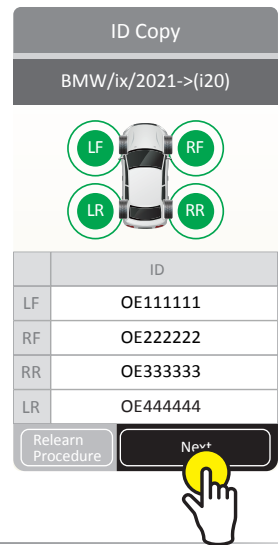 ID Copy
BMW/ix/2021->(i20)
LF
RF
LR
RR
ID
LF OE111111
RF OE222222
RR OE333333
LR OE444444
Relearn
Procedure
Next